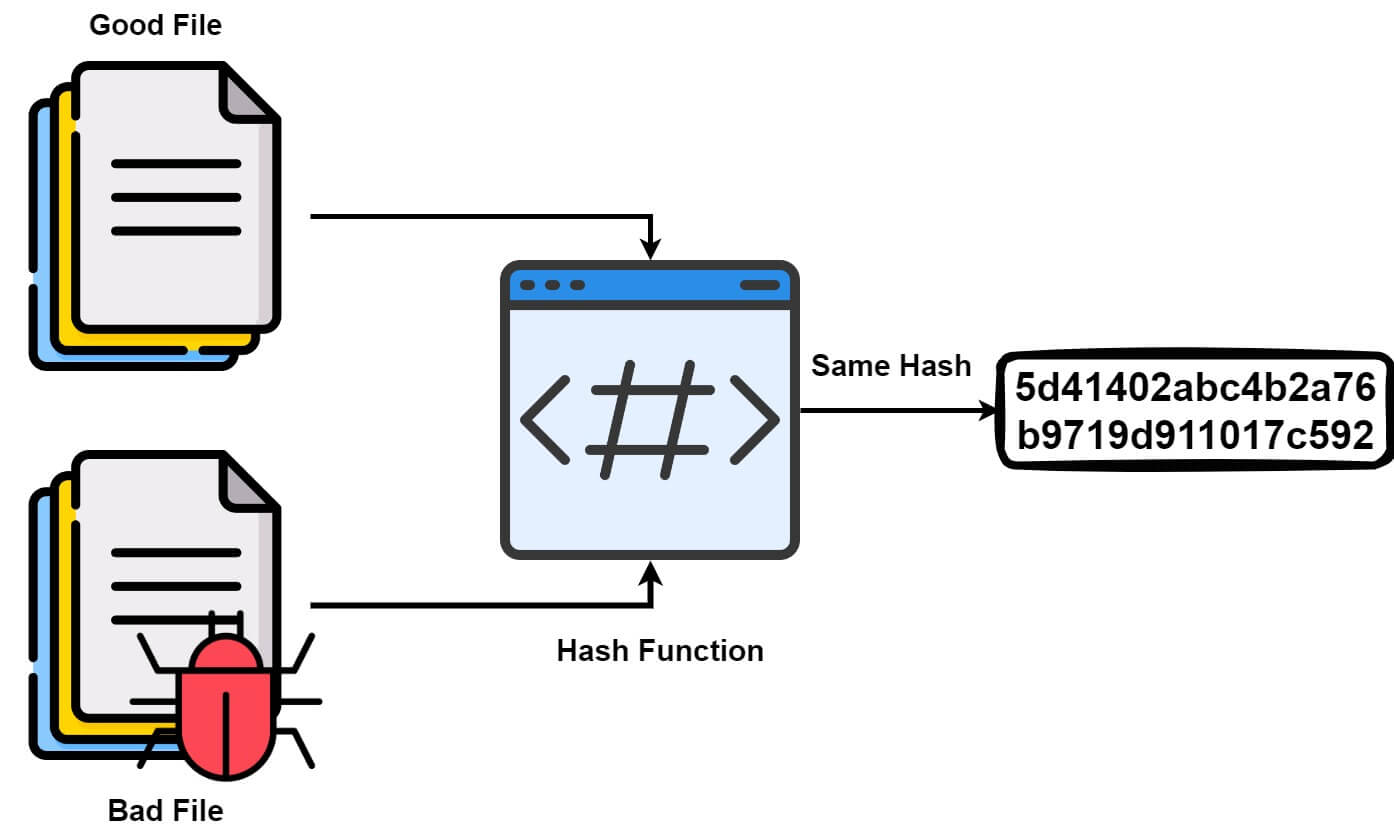 Good File
Same Hash
5d41402abc4b2a76
b9719d911017c592
Hash Function
Bad File